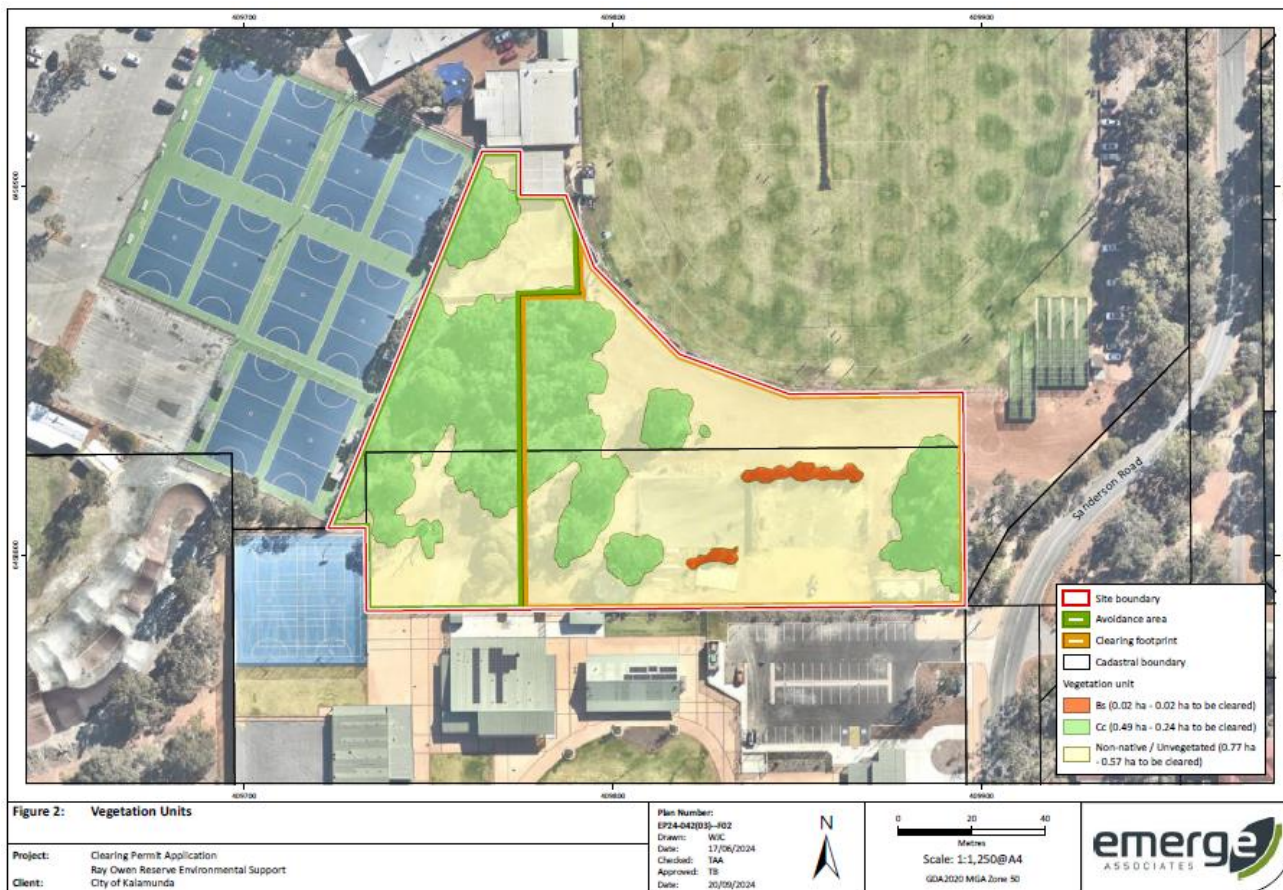 409700
409800
409900
6458900
6458800
Sanderson Road
Site boundary
Avoidance area
Clearing footprint
Cadastral boundary
Vegetation unit
Bs (0.02 ha - 0.02 ha to be cleared)
Cc (0.49 ha - 0.24 ha to be cleared)
Non-native / Unvegetated (0.77 ha
- 0.57 ha to be cleared)
409700
409800
409900
Figure 2: Vegetation Units
Project: Clearing Permit Application
Ray Owen Reserve Environmental Support
Client: City of Kalamunda
Plan Number:
EP24-042(03)--F02
Drawn: WJC
Date: 17/06/2024
Checked: TAA
Approved: TB
Date: 20/09/2024
N
0 20 40
Metres
Scale: 1:1,250@A4
GDA2020 MGA Zone 50
emerge
ASSOCIATES